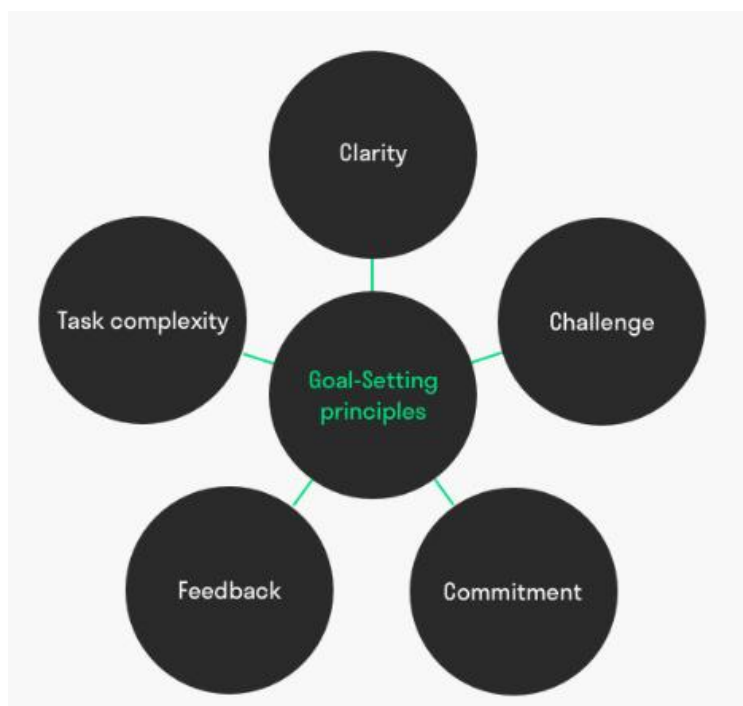 Clarity
Task complexity
Challenge
Goal-Setting
principles
Feedback
Commitment